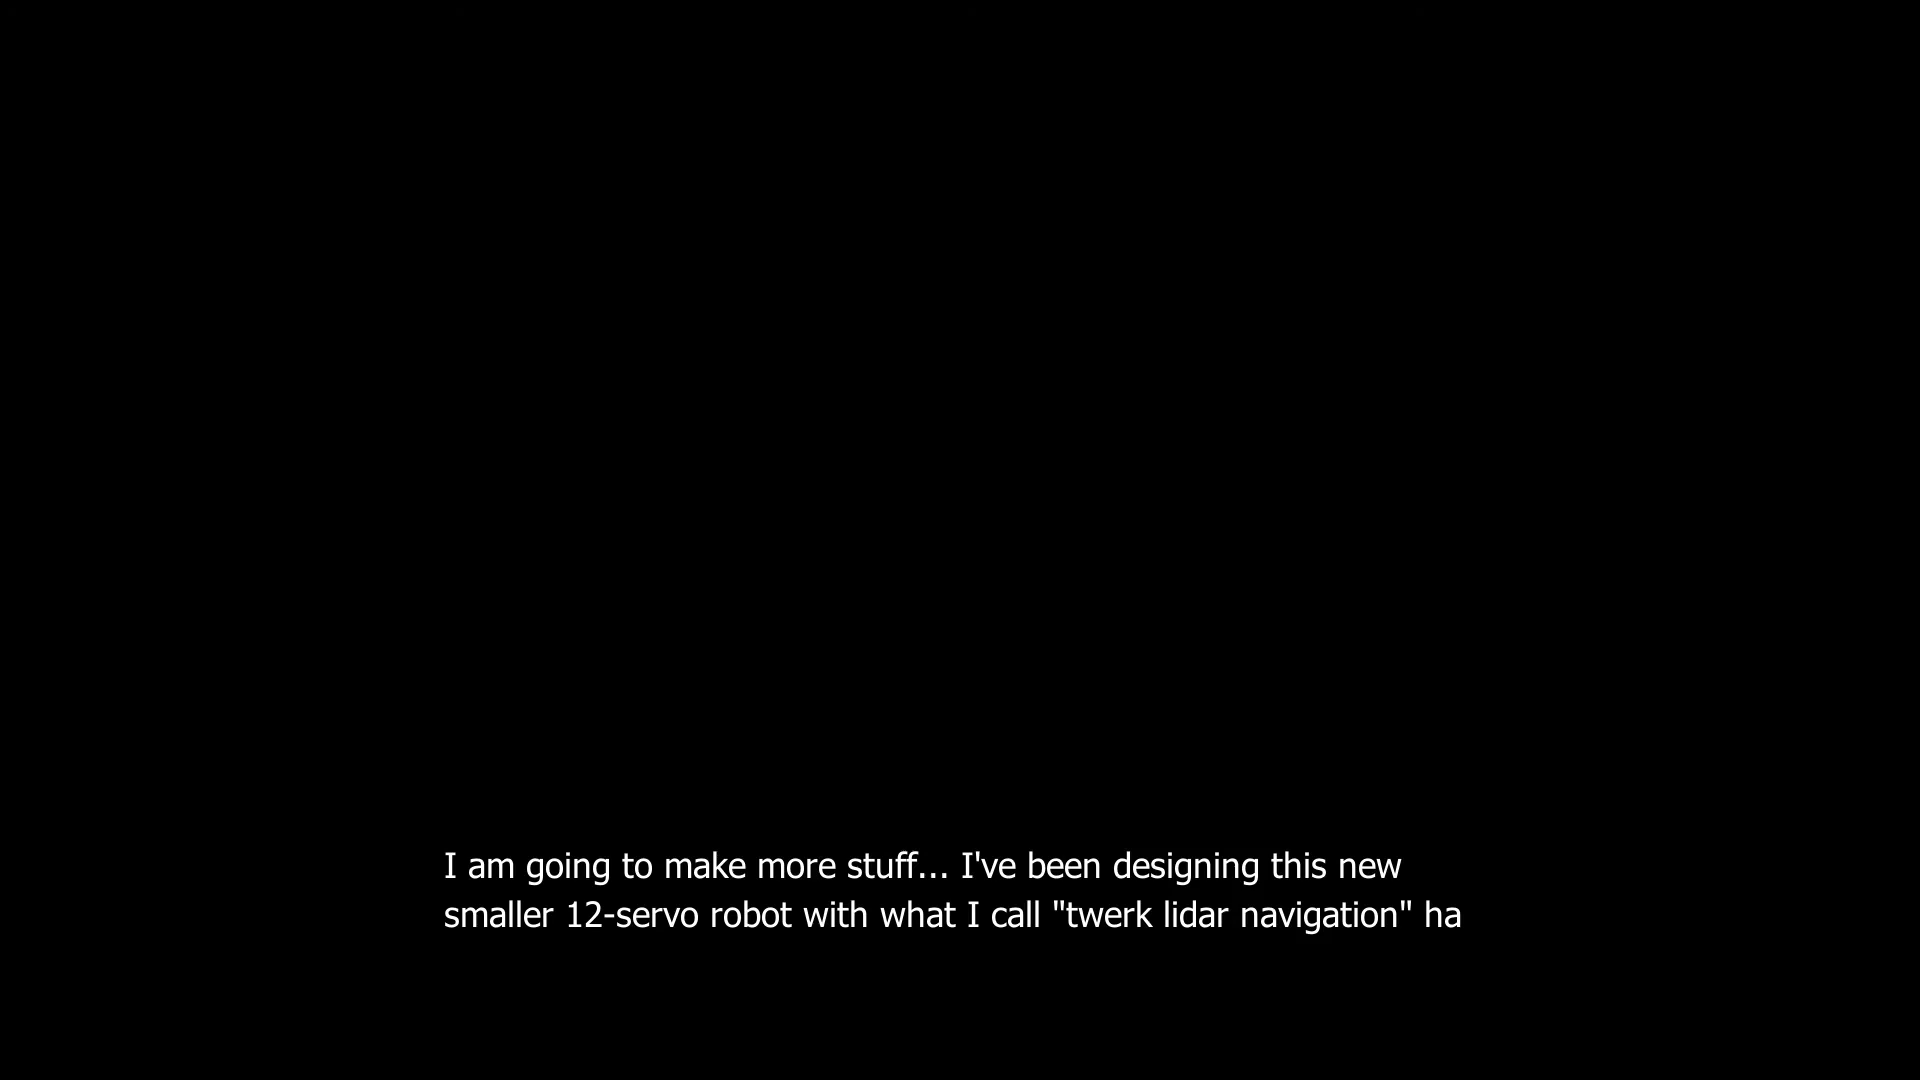 I am going to make more stuff... I've been designing this new
smaller 12-servo robot with what I call "twerk lidar navigation" ha